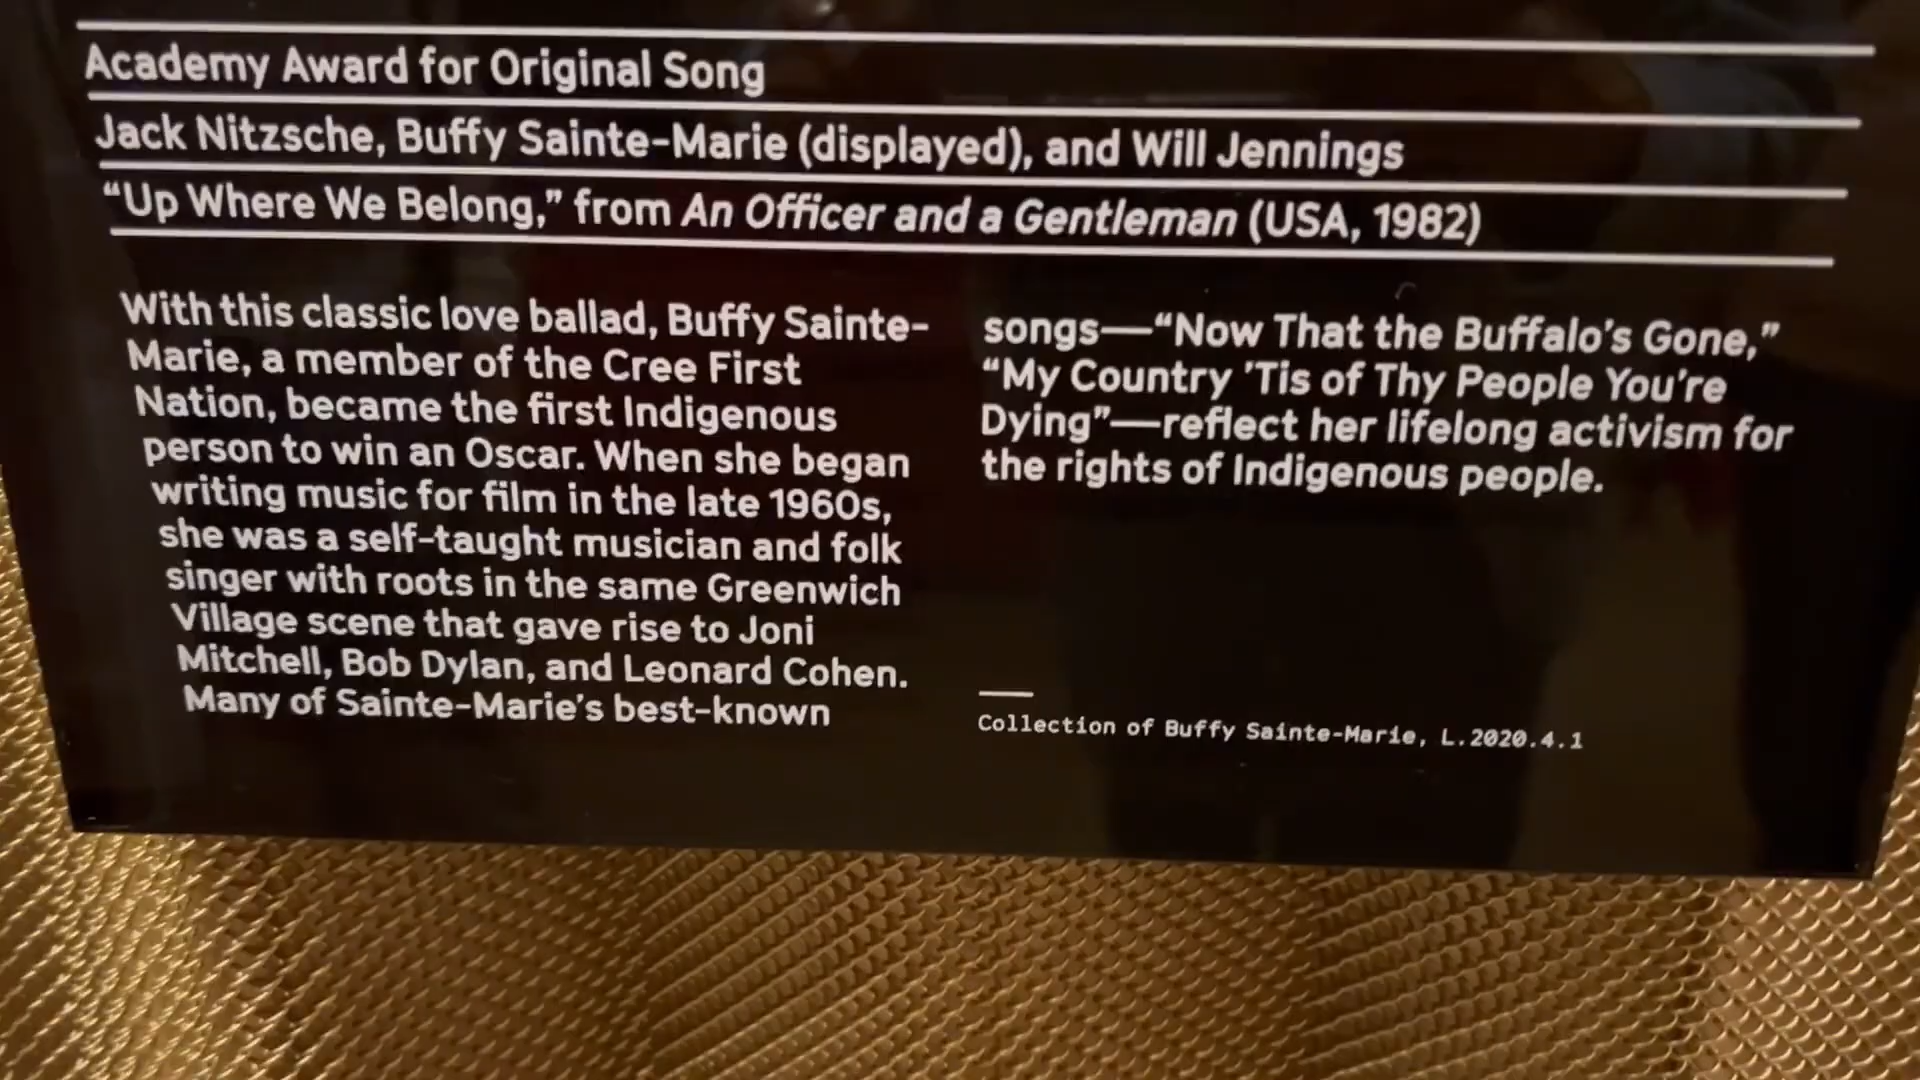 Academy Award for Original Song
Jack Nitzsche, Buffy Sainte-Marie (displayed), and Will Jennings
“Up Where We Belong,” from An Officer and a Gentleman (USA, 1982)
With this classic love ballad, Buffy Sainte-
Marie, a member of the Cree First
Nation, became the first Indigenous
person to win an Oscar. When she began
writing music for film in the late 1960s,
she was a self-taught musician and folk
singer with roots in the same Greenwich
Village scene that gave rise to Joni
Mitchell, Bob Dylan, and Leonard Cohen.
Many of Sainte-Marie’s best-known
songs—“Now That the Buffalo’s Gone,”
“My Country ’Tis of Thy People You’re
Dying”—reflect her lifelong activism for
the rights of Indigenous people.
Collection of Buffy Sainte-Marie, L.2020.4.1